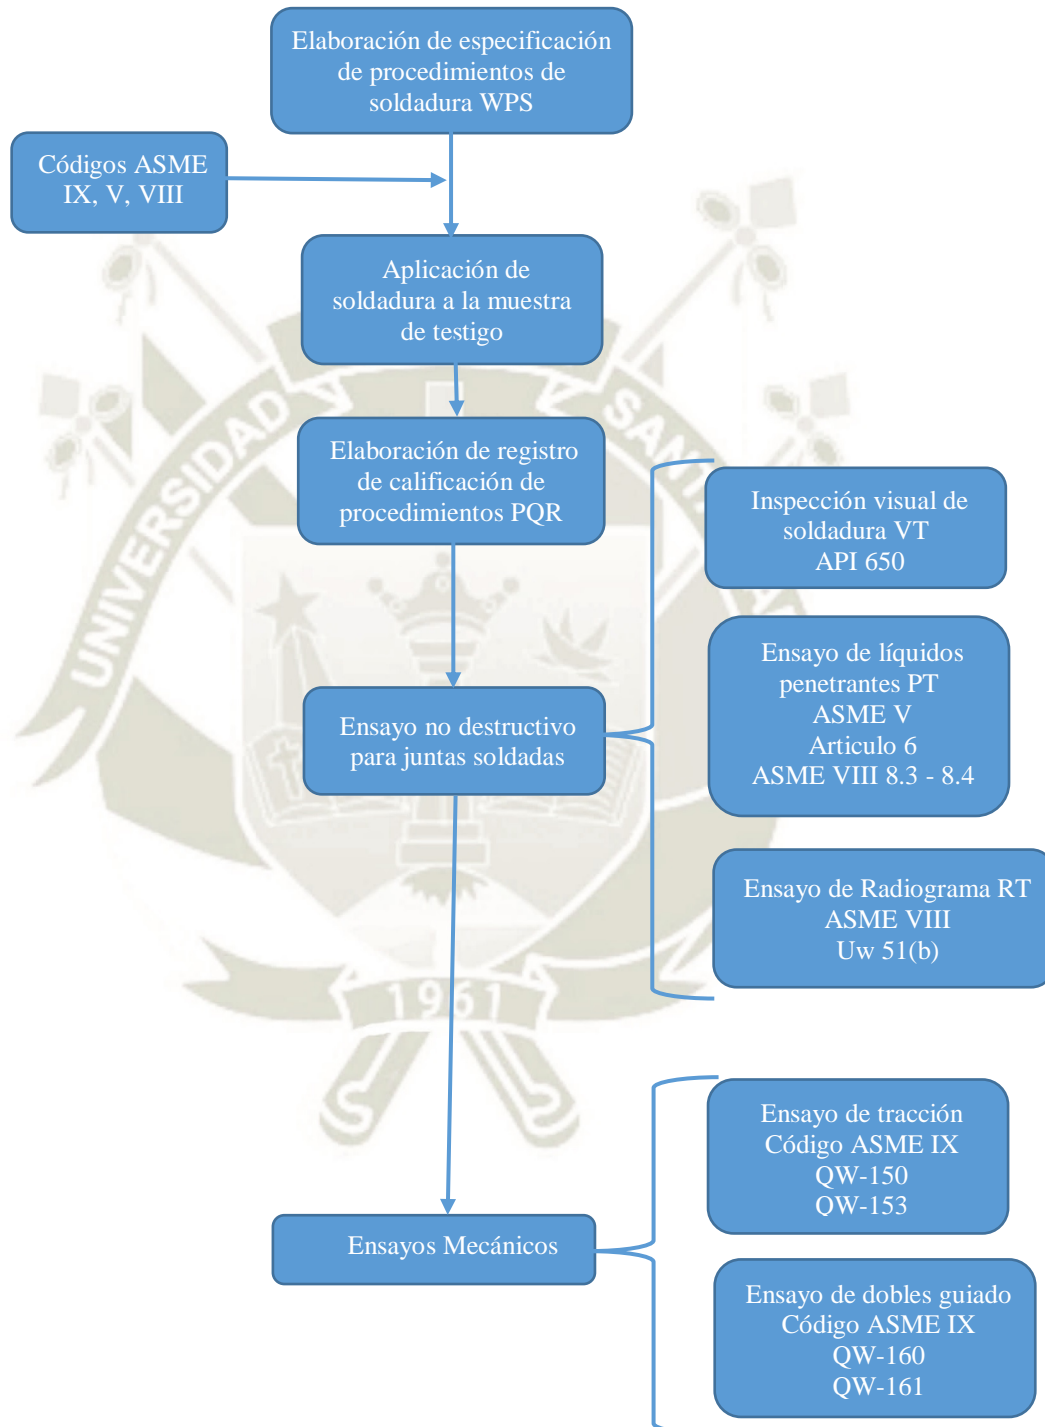 Elaboración de especificación
de procedimientos de
soldadura WPS
Códigos ASME
IX, V, VIII
Aplicación de
soldadura a la muestra
de testigo
Elaboración de registro
de calificación de
procedimientos PQR
Inspección visual de
soldadura VT
API 650
Ensayo de líquidos
penetrantes PT
ASME V
Articulo 6
ASME VIII 8.3 - 8.4
Ensayo no destructivo
para juntas soldadas
Ensayo de Radiograma RT
ASME VIII
Uw 51(b)
Ensayo de tracción
Código ASME IX
QW-150
QW-153
Ensayos Mecánicos
Ensayo de dobles guiado
Código ASME IX
QW-160
QW-161
UNIVERSIDAD
1961